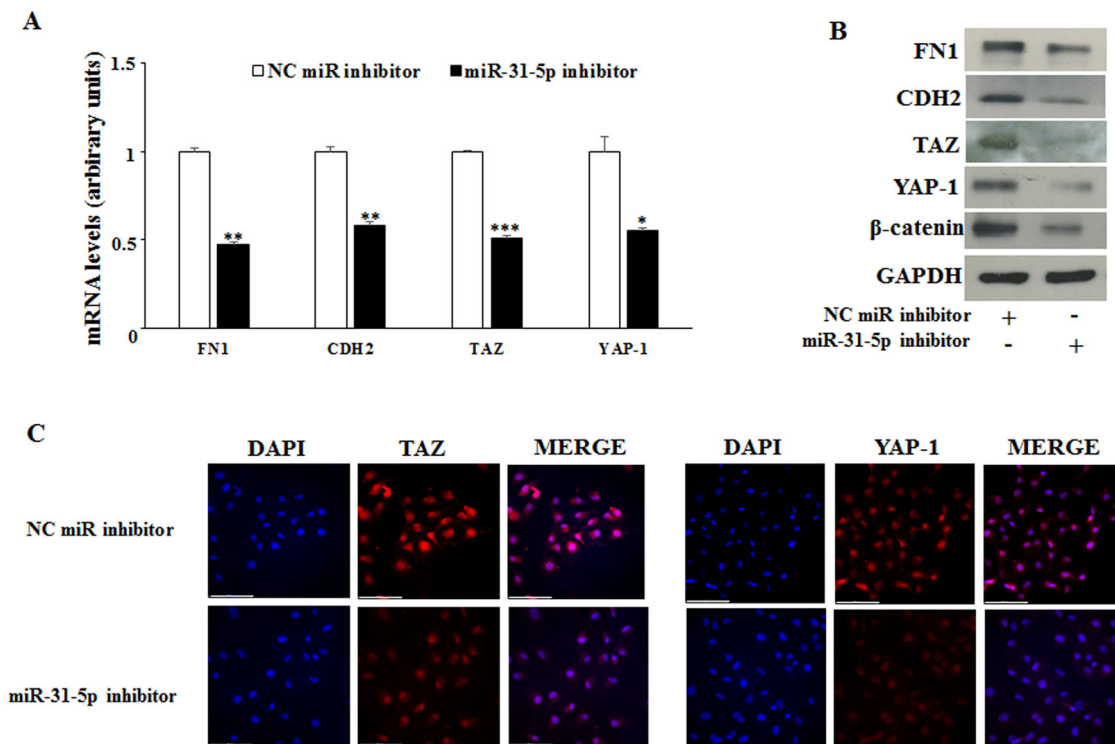 A
NC miR inhibitor miR-31-5p inhibitor
mRNA levels (arbirary units)
1.5
1
0.5
0
** ** *** *
FN1 CDH2 TAZ YAP-1
B
FN1
CDH2
TAZ
YAP-1
β-catenin
GAPDH
NC miR inhibitor + -
miR-31-5p inhibitor - +
C
DAPI TAZ MERGE DAPI YAP-1 MERGE
NC miR inhibitor
miR-31-5p inhibitor